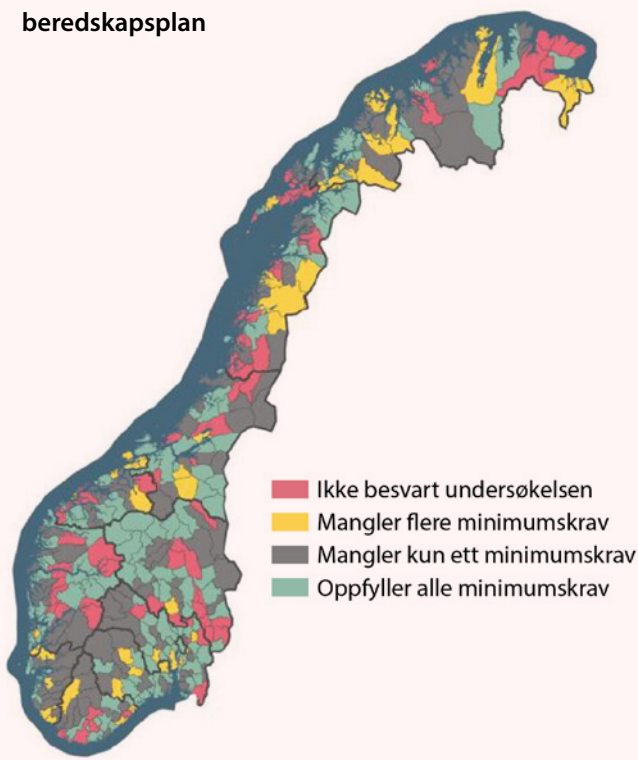 beredskapsplan
Ikke besvart undersøkelsen
Mangler flere minimumskrav
Mangler kun ett minimumskrav
Oppfyller alle minimumskrav